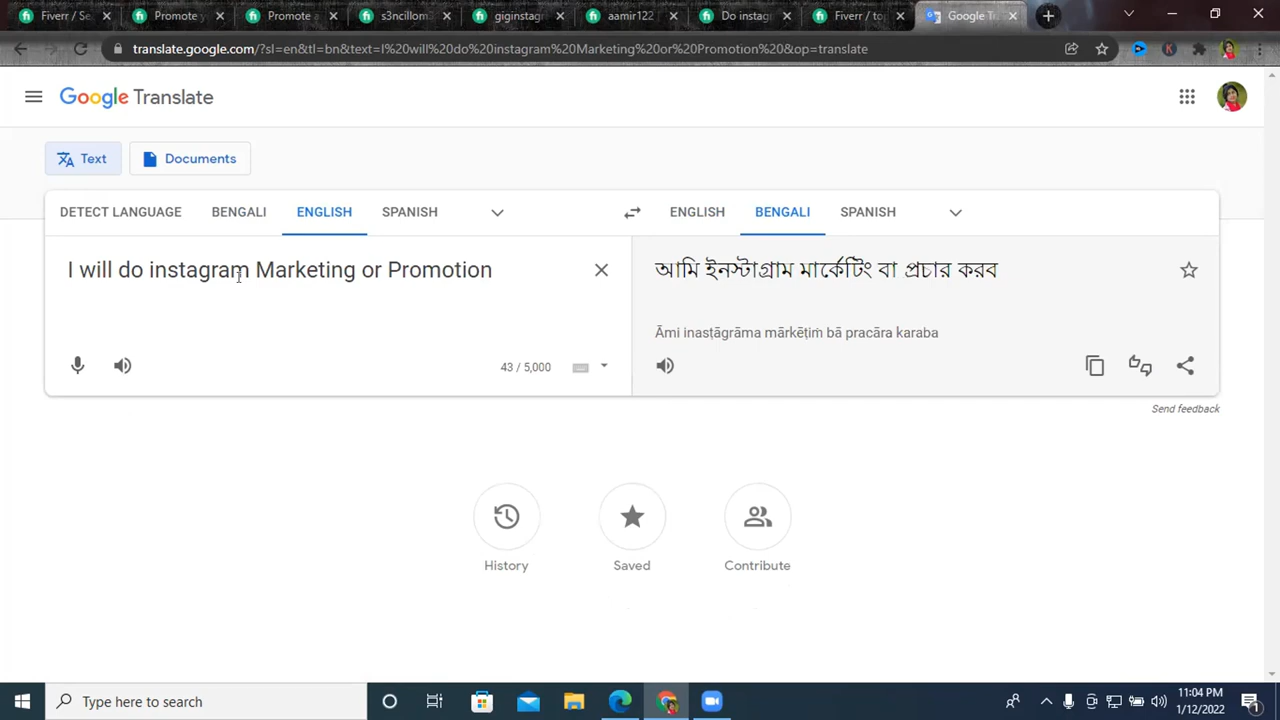 Fiverr / Se
Promote y
Promote a
s3ncillom
giginstag
aamir122
Do instag
Fiverr / to
Google Tra
translate.google.com/?sl=en&tl=bn&text=I%20will%20do%20instagram%20Marketing%20or%20Promotion%20&op=translate
K
Google Translate
Text
Documents
DETECT LANGUAGE
BENGALI
ENGLISH
SPANISH
ENGLISH
BENGALI
SPANISH
I will do instagram Marketing or Promotion
আমি ইনস্টাগ্রাম মার্কেটিং বা প্রচার করব
Āmi inasṭāgrāma mārkēṭiṁ bā pracāra karaba
43 / 5,000
Send feedback
History
Saved
Contribute
Type here to search
11:04 PM
1/12/2022
1